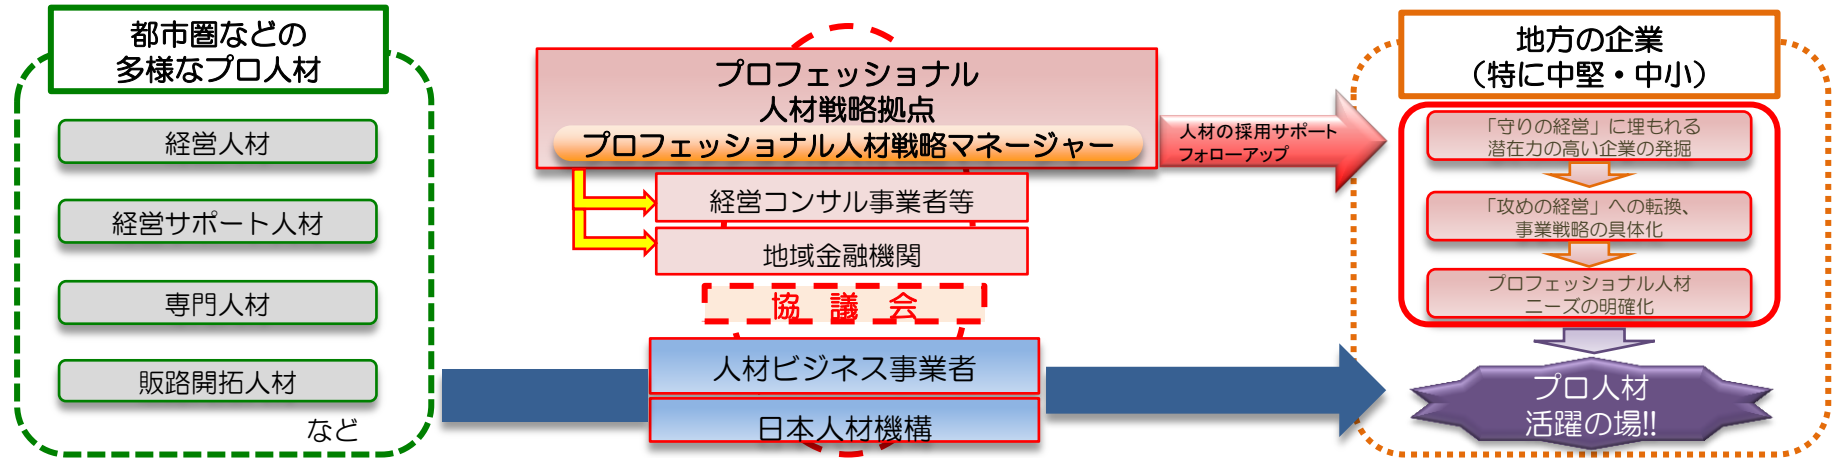 都市圏などの
多様なプロ人材
経営人材
経営サポート人材
専門人材
販路開拓人材
など
プロフェッショナル
人材戦略拠点
プロフェッショナル人材戦略マネージャー
経営コンサル事業者等
地域金融機関
協　議　会
人材ビジネス事業者
日本人材機構
人材の採用サポート
フォローアップ
地方の企業
（特に中堅・中小）
「守りの経営」に埋もれる
潜在力の高い企業の発掘
「攻めの経営」への転換、
事業戦略の具体化
プロフェッショナル人材
ニーズの明確化
プロ人材
活躍の場!!